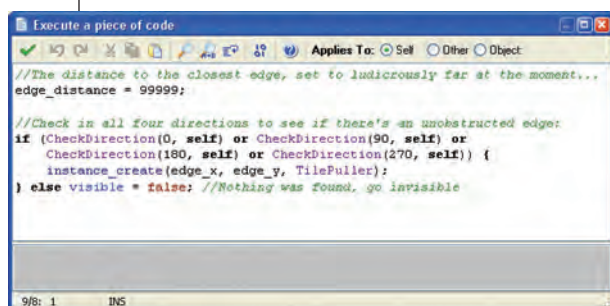 Execute a piece of code
Applies To: Self Other Object
//The distance to the closest edge, set to ludicrously far at the moment...
edge_distance = 99999;
//Check in all four directions to see if there's an unobstructed edge:
if (CheckDirection(0, self) or CheckDirection(90, self) or
CheckDirection(180, self) or CheckDirection(270, self)) {
instance_create(edge_x, edge_y, TilePuller);
} else visible = false; //Nothing was found, go invisible
9/8: 1 INS